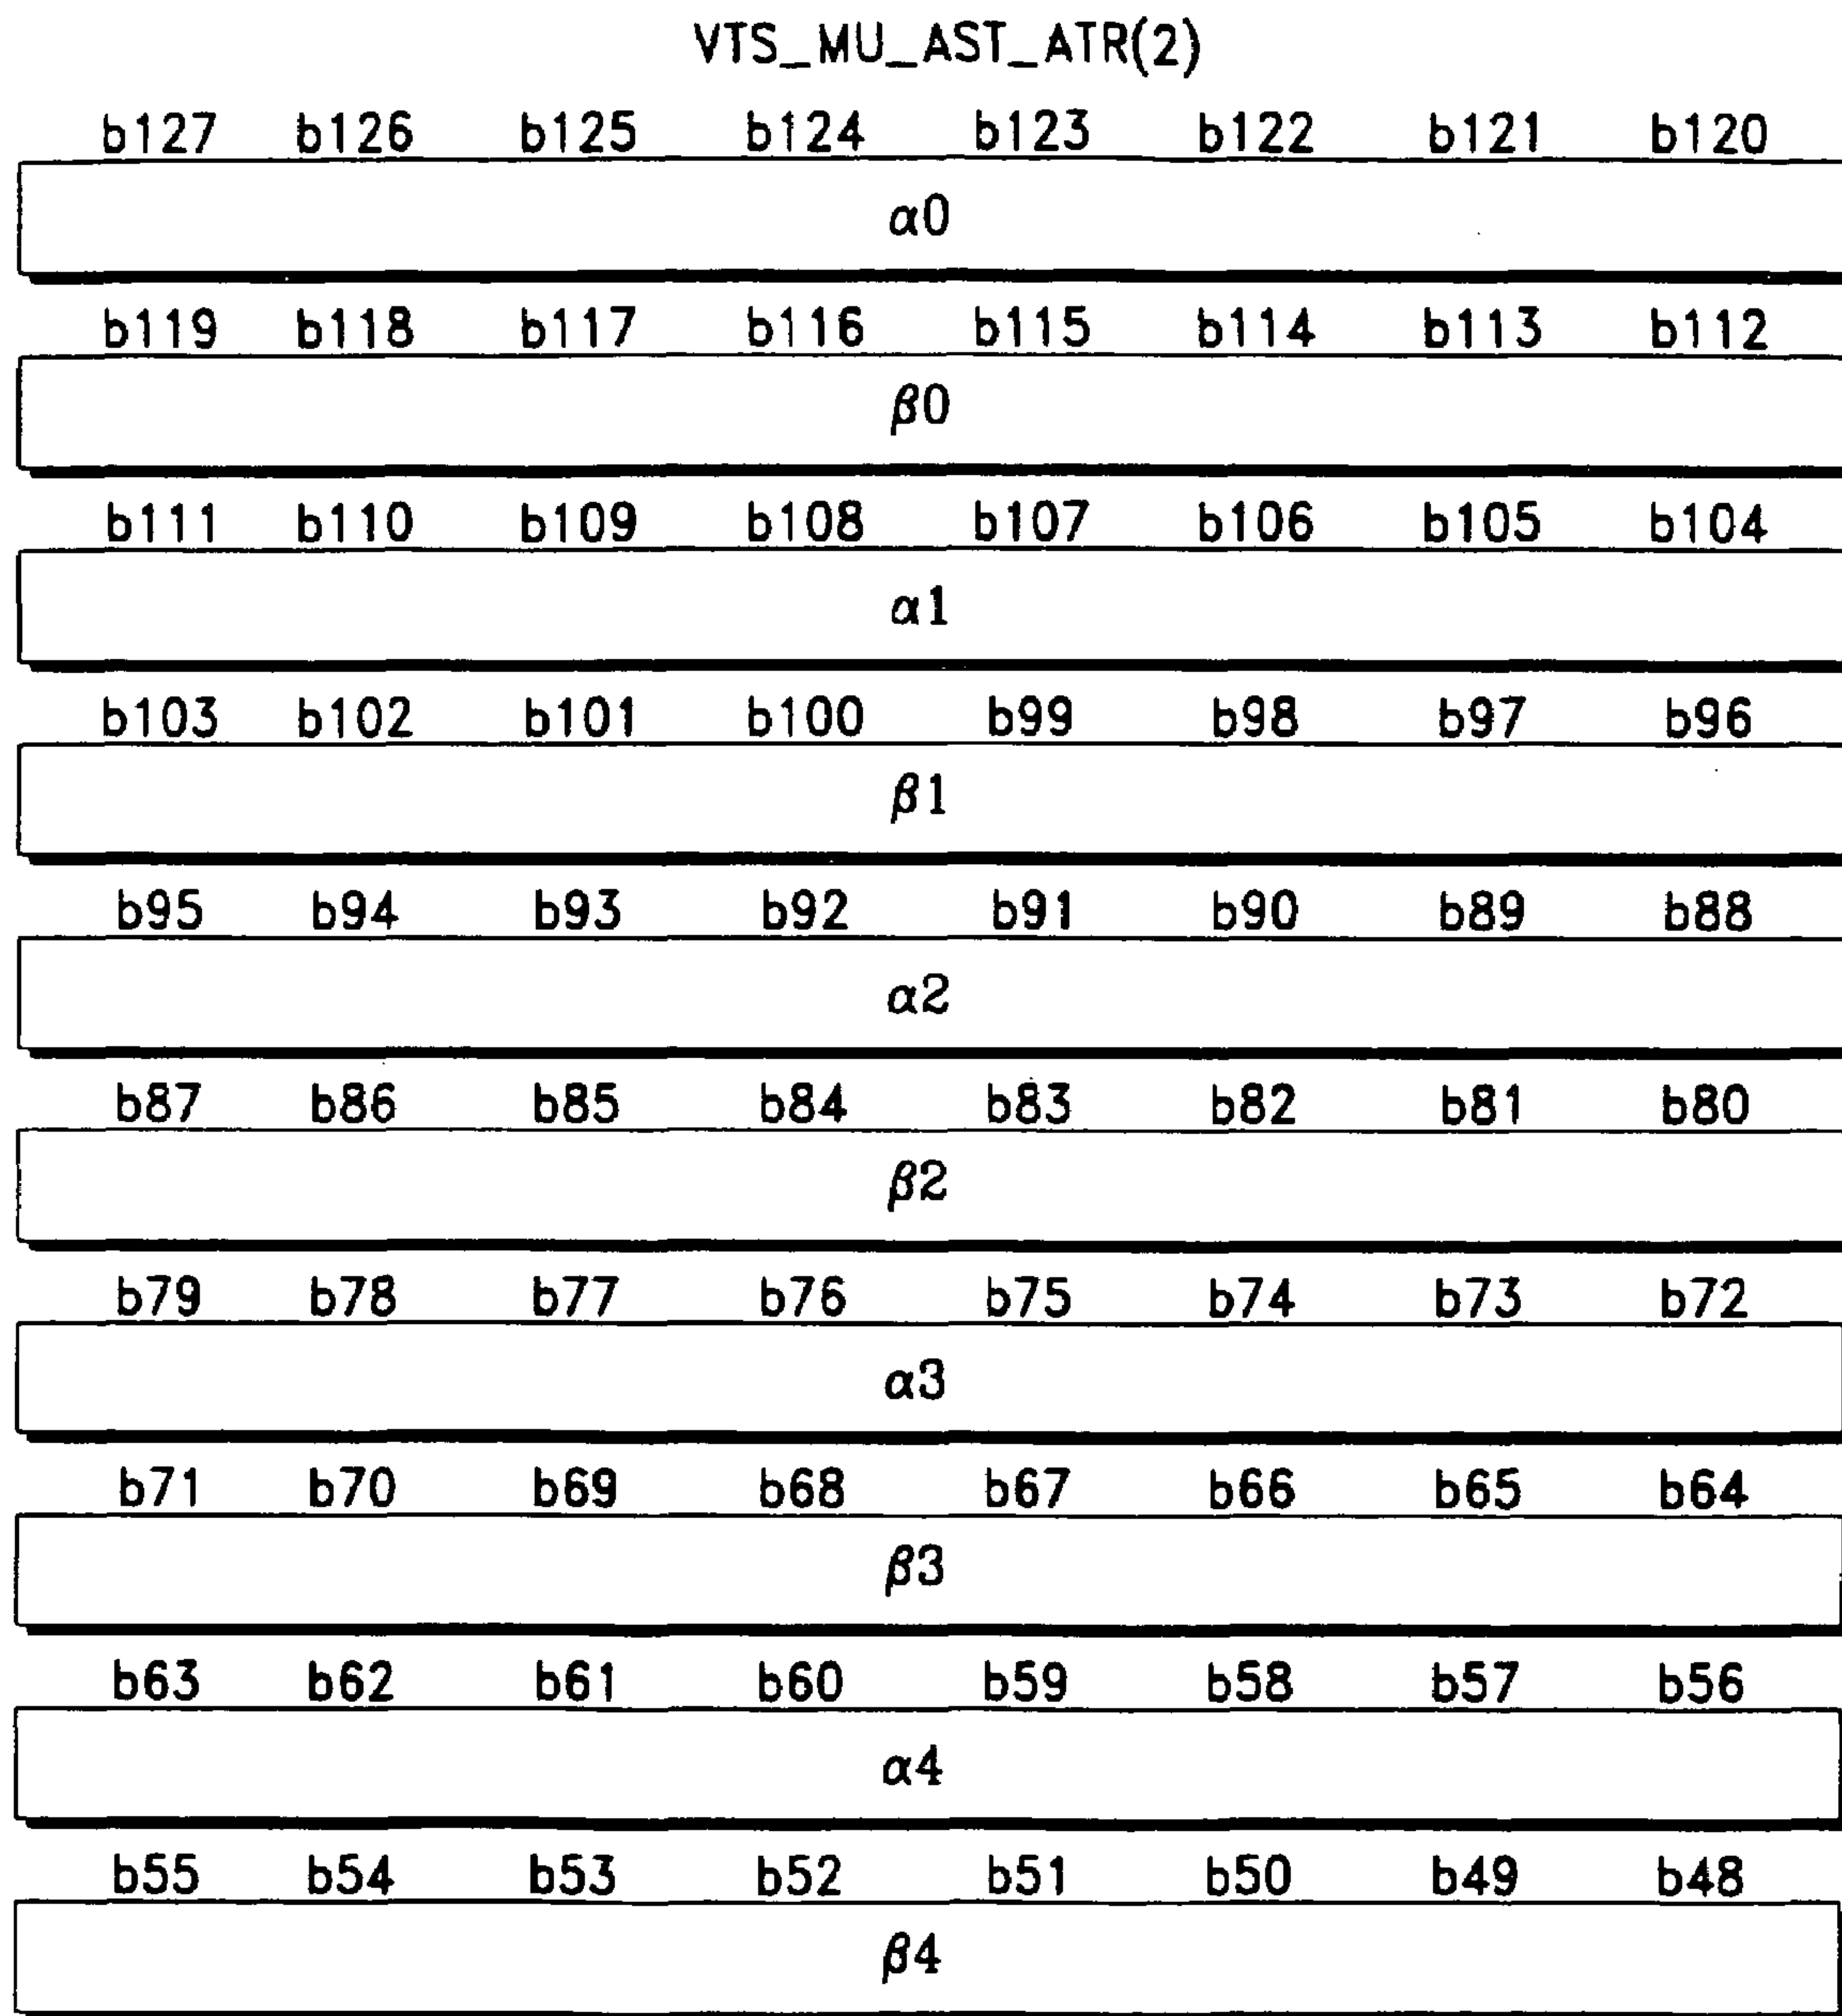 VTS_MU_AST_ATR(2)
b127 b126 b125 b124 b123 b122 b121 b120
α0
b119 b118 b117 b116 b115 b114 b113 b112
β0
b111 b110 b109 b108 b107 b106 b105 b104
α1
b103 b102 b101 b100 b99 b98 b97 b96
β1
b95 b94 b93 b92 b91 b90 b89 b88
α2
b87 b86 b85 b84 b83 b82 b81 b80
β2
b79 b78 b77 b76 b75 b74 b73 b72
α3
b71 b70 b69 b68 b67 b66 b65 b64
β3
b63 b62 b61 b60 b59 b58 b57 b56
α4
b55 b54 b53 b52 b51 b50 b49 b48
β4